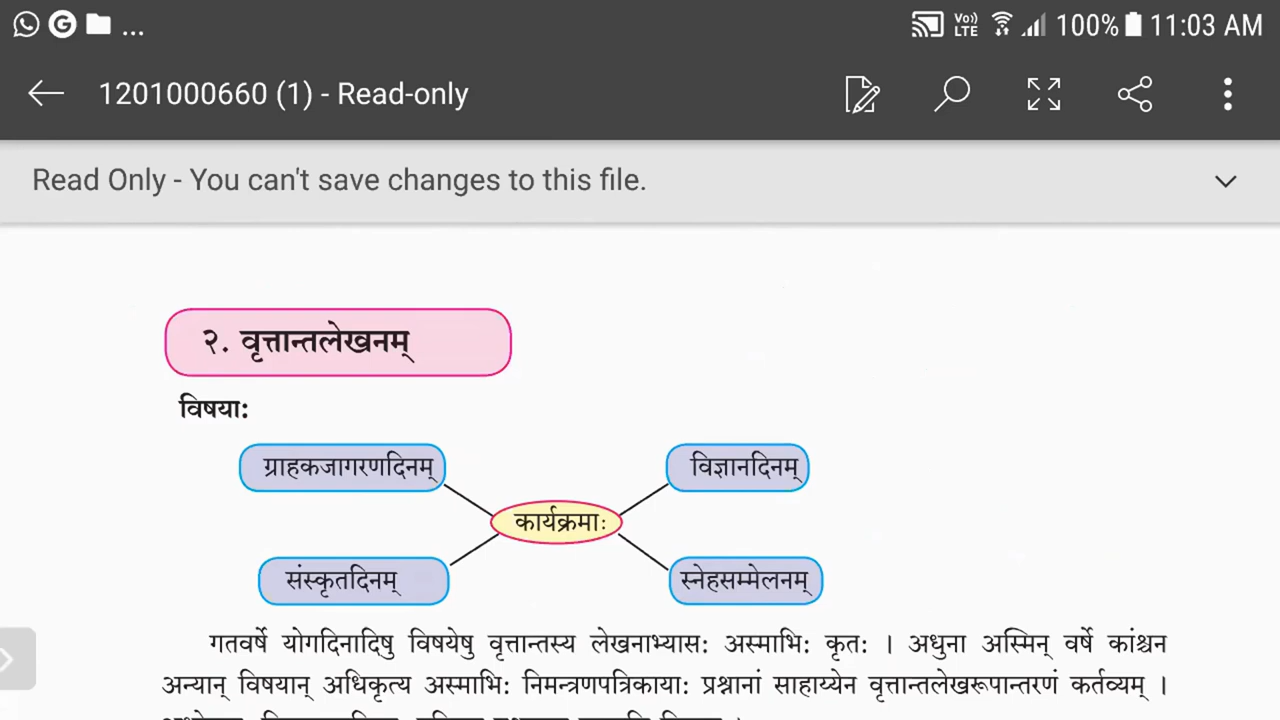 ...
Vo)) LTE 100% 11:03 AM
1201000660 (1) - Read-only
Read Only - You can't save changes to this file.
२. वृत्तान्तलेखनम्
विषयाः
ग्राहकजागरणदिनम् विज्ञानदिनम्
कार्यक्रमाः
संस्कृतदिनम् स्नेहसम्मेलनम्
गतवर्षे योगदिनादिषु विषयेषु वृत्तान्तस्य लेखनाभ्यासः अस्माभिः कृतः । अधुना अस्मिन् वर्षे कांश्चन
अन्यान् विषयान् अधिकृत्य अस्माभिः निमन्त्रणपत्रिकायाः प्रश्नानां साहाय्येन वृत्तान्तलेखरूपान्तरणं कर्तव्यम् ।